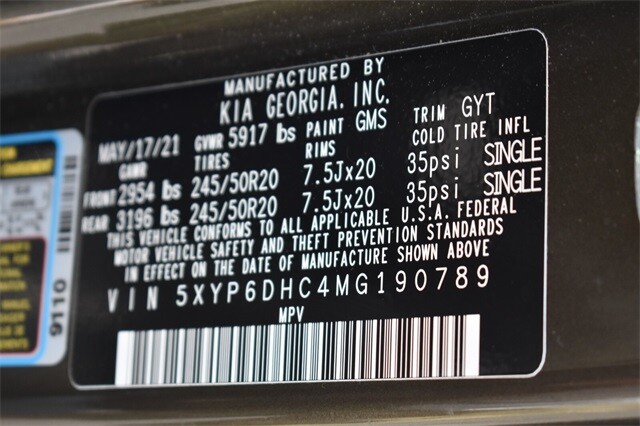 MANUFACTURED BY
KIA GEORGIA, INC.
MAY/17/21 GVWR 5917 lbs PAINT GMS TRIM GYT
GAWR TIRES RIMS COLD TIRE INFL
FRONT 2954 lbs 245/50R20 7.5Jx20 35psi SINGLE
REAR 3196 lbs 245/50R20 7.5Jx20 35psi SINGLE
THIS VEHICLE CONFORMS TO ALL APPLICABLE U.S.A. FEDERAL
MOTOR VEHICLE SAFETY AND THEFT PREVENTION STANDARDS
IN EFFECT ON THE DATE OF MANUFACTURE SHOWN ABOVE
VIN 5XYP6DHC4MG190789
MPV
9110